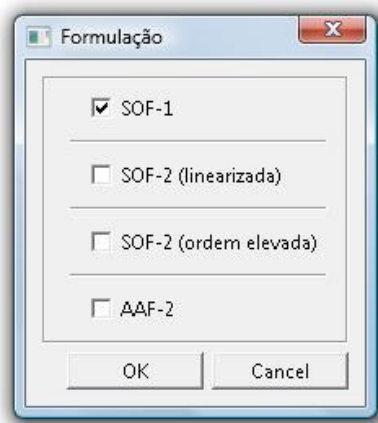 Formulação
SOF-1
SOF-2 (linearizada)
SOF-2 (ordem elevada)
AAF-2
OK Cancel